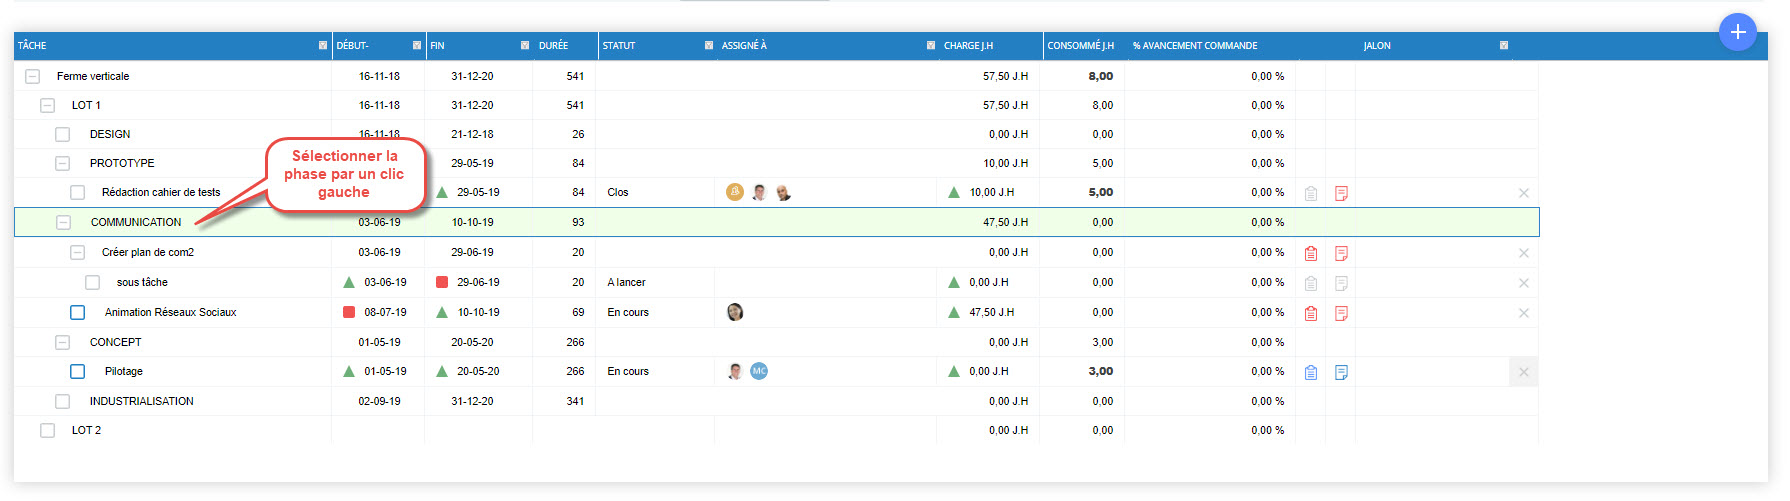 TÂCHE DÉBUT- FIN DURÉE STATUT ASSIGNÉ À CHARGE J.H CONSOMMÉ J.H % AVANCEMENT COMMANDE JALON
Ferme verticale 16-11-18 31-12-20 541 57,50 J.H 8,00 0,00 %
LOT 1 16-11-18 31-12-20 541 57,50 J.H 8,00 0,00 %
DESIGN 16-11-18 21-12-18 26 0,00 J.H 0,00 0,00 %
Sélectionner la
phase par un clic
gauche
PROTOTYPE 29-05-19 84 10,00 J.H 5,00 0,00 %
Rédaction cahier de tests 29-05-19 84 Clos 10,00 J.H 5,00 0,00 %
COMMUNICATION 03-06-19 10-10-19 93 47,50 J.H 0,00 0,00 %
Créer plan de com2 03-06-19 29-06-19 20 0,00 J.H 0,00 0,00 %
sous tâche 03-06-19 29-06-19 20 A lancer 0,00 J.H 0,00 0,00 %
Animation Réseaux Sociaux 08-07-19 10-10-19 69 En cours 47,50 J.H 0,00 0,00 %
CONCEPT 01-05-19 20-05-20 266 0,00 J.H 3,00 0,00 %
Pilotage 01-05-19 20-05-20 266 En cours MC 0,00 J.H 3,00 0,00 %
INDUSTRIALISATION 02-09-19 31-12-20 341 0,00 J.H 0,00 0,00 %
LOT 2 0,00 J.H 0,00 0,00 %